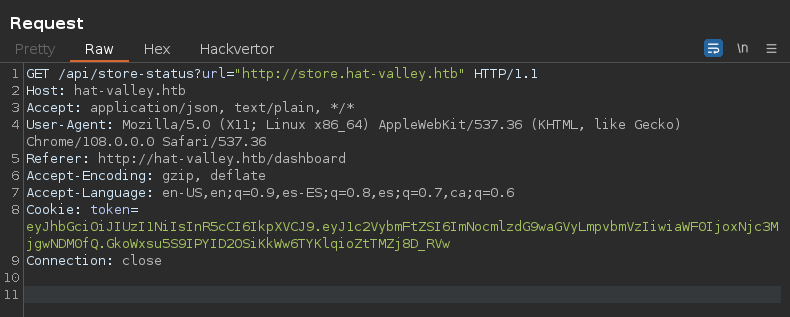 Request
Pretty Raw Hex Hackvertor \n
1 GET /api/store-status?url="http://store.hat-valley.htb" HTTP/1.1
2 Host: hat-valley.htb
3 Accept: application/json, text/plain, */*
4 User-Agent: Mozilla/5.0 (X11; Linux x86_64) AppleWebKit/537.36 (KHTML, like Gecko)
Chrome/108.0.0.0 Safari/537.36
5 Referer: http://hat-valley.htb/dashboard
6 Accept-Encoding: gzip, deflate
7 Accept-Language: en-US,en;q=0.9,es-ES;q=0.8,es;q=0.7,ca;q=0.6
8 Cookie: token=
eyJhbGciOiJIUzI1NiIsInR5cCI6IkpXVCJ9.eyJ1c2VybmFtZSI6ImNocmlzdG9waGVyLmpvbmVzIiwiaWF0IjoxNjc3M
jgwNDM0fQ.GkoWxsu5S9IPYID2OSiKkWw6TYKlqioZtTMZj8D_RVw
9 Connection: close
10
11